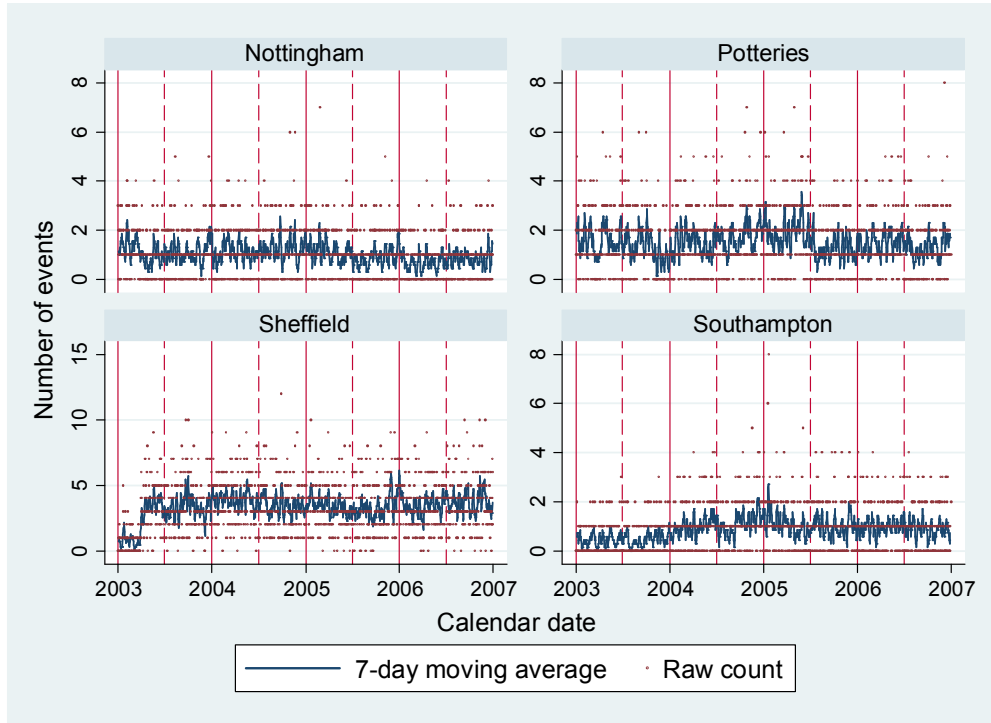 Nottingham
Potteries
8
6
4
2
0
8
6
4
2
0
Sheffield
Southampton
15
10
5
0
8
6
4
2
0
2003 2004 2005 2006 2007
2003 2004 2005 2006 2007
Number of events
Calendar date
7-day moving average Raw count